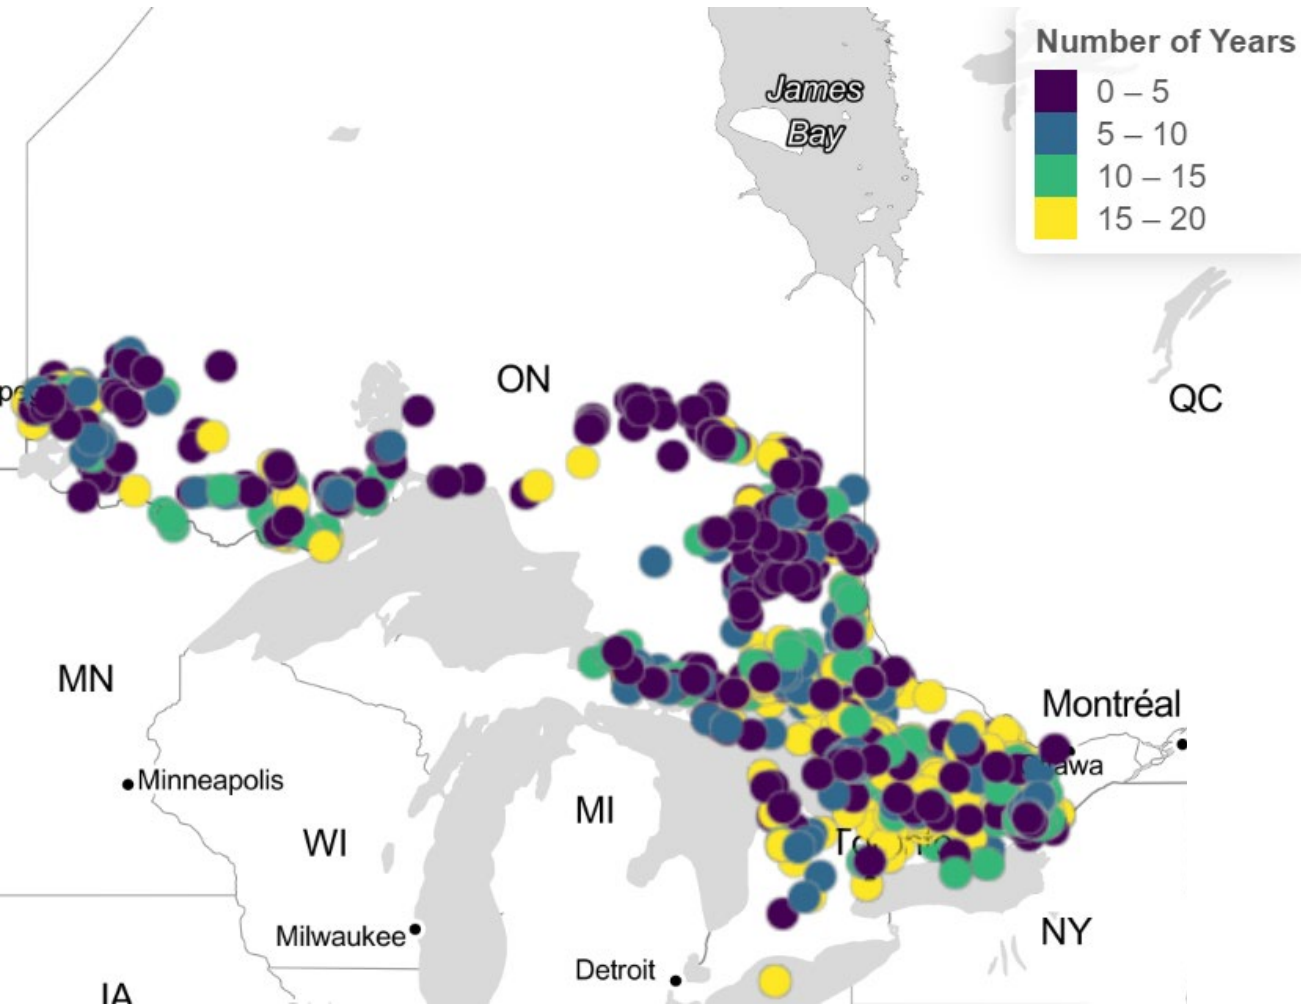 Number of Years
0 – 5
5 – 10
10 – 15
15 – 20
James
Bay
ON
QC
MN
Montréal
Minneapolis
MI
WI
Milwaukee
NY
Detroit
IA